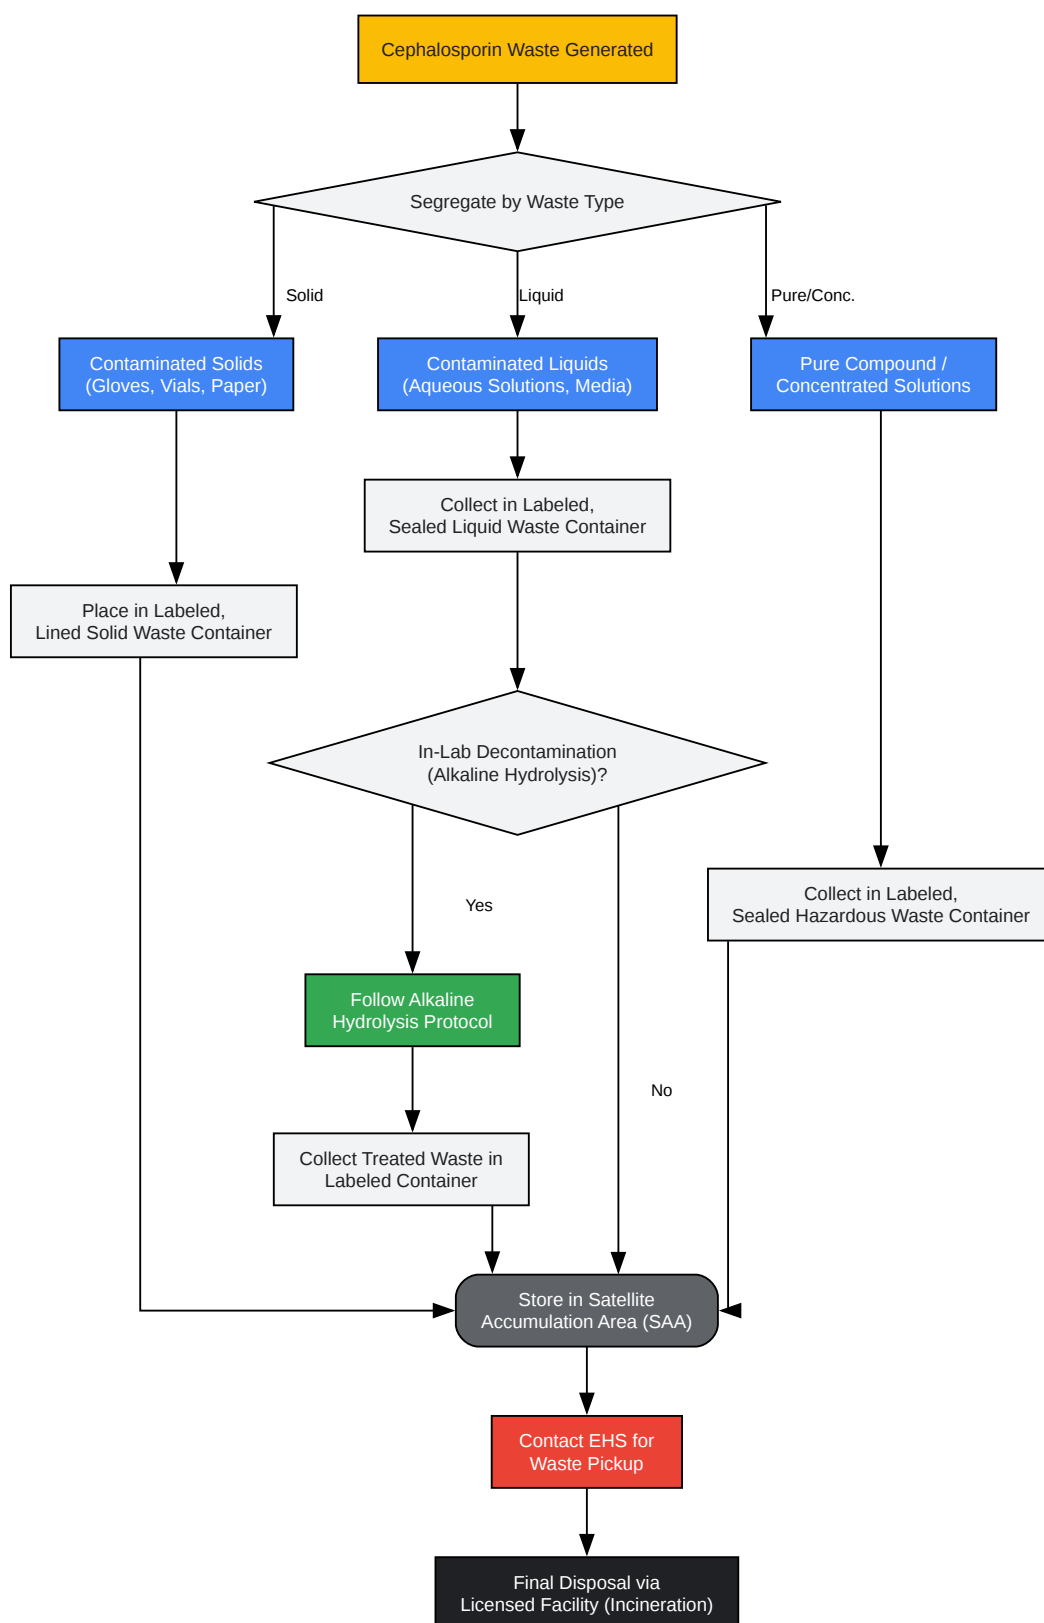 Cephalosporin Waste Generated
Segregate by Waste Type
Solid
Liquid
Pure/Conc.
Contaminated Solids
(Gloves, Vials, Paper)
Contaminated Liquids
(Aqueous Solutions, Media)
Pure Compound /
Concentrated Solutions
Collect in Labeled,
Sealed Liquid Waste Container
Place in Labeled,
Lined Solid Waste Container
In-Lab Decontamination
(Alkaline Hydrolysis)?
Collect in Labeled,
Sealed Hazardous Waste Container
Yes
Follow Alkaline
Hydrolysis Protocol
No
Collect Treated Waste in
Labeled Container
Store in Satellite
Accumulation Area (SAA)
Contact EHS for
Waste Pickup
Final Disposal via
Licensed Facility (Incineration)